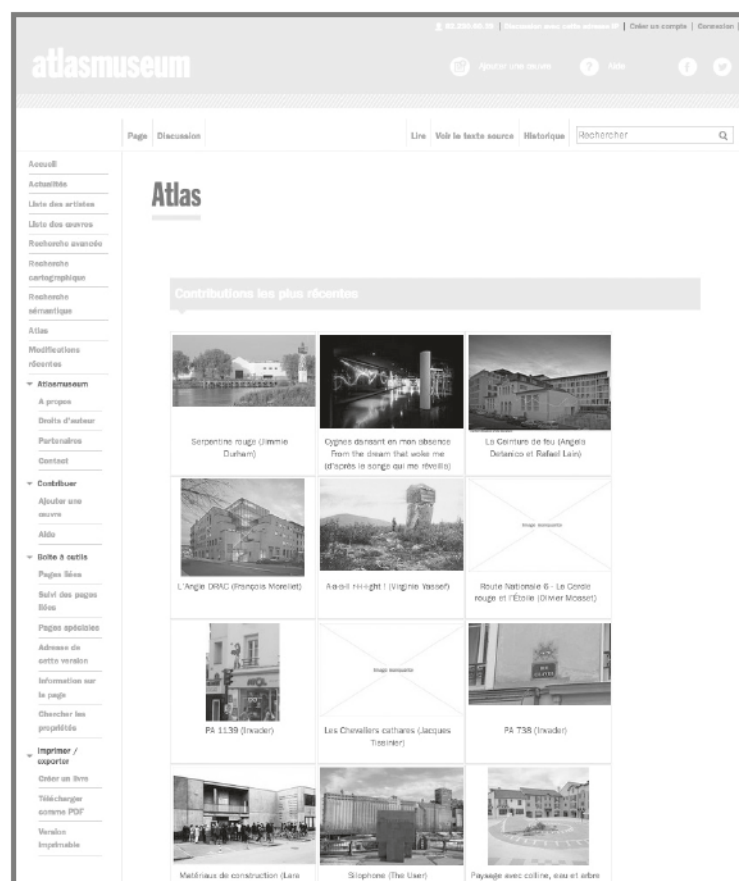 Créer un compte | Connexion
atlasmuseum
Ajouter une œuvre
? Aide
Page Discussion Lire Voir le texte source Historique Rechercher
Accueil
Actualités
Liste des artistes
Liste des œuvres
Recherche avancée
Recherche
cartographique
Recherche
sémantique
Atlas
Modifications
récentes
Atlasmuseum
A propos
Droits d'auteur
Partenaires
Contact
Contribuer
Ajouter une
œuvre
Aide
Boîte à outils
Pages liées
Suivi des pages
liées
Pages spéciales
Adresse de
cette version
Information sur
la page
Chercher les
propriétés
Imprimer /
exporter
Créer un livre
Télécharger
comme PDF
Version
imprimable
Atlas
Contributions les plus récentes
Serpentine rouge (Jimmie
Durham)
Cygnes dansant en mon absence
From the dream that woke me
(d'après le songe qui me réveilla)
La Ceinture de feu (Angela
Detanico et Rafael Lain)
L'Angle DRAC (François Morellet)
(Virginie Yassef)
Image manquante
Route Nationale 6 - Le Cercle
rouge et l'Étoile (Olivier Mosset)
PA 1139 (Invader)
Image manquante
Les Chevaliers cathares (Jacques
Tissinier)
PA 738 (Invader)
Matériaux de construction (Lara
Silophone (The User)
Paysage avec colline, eau et arbre